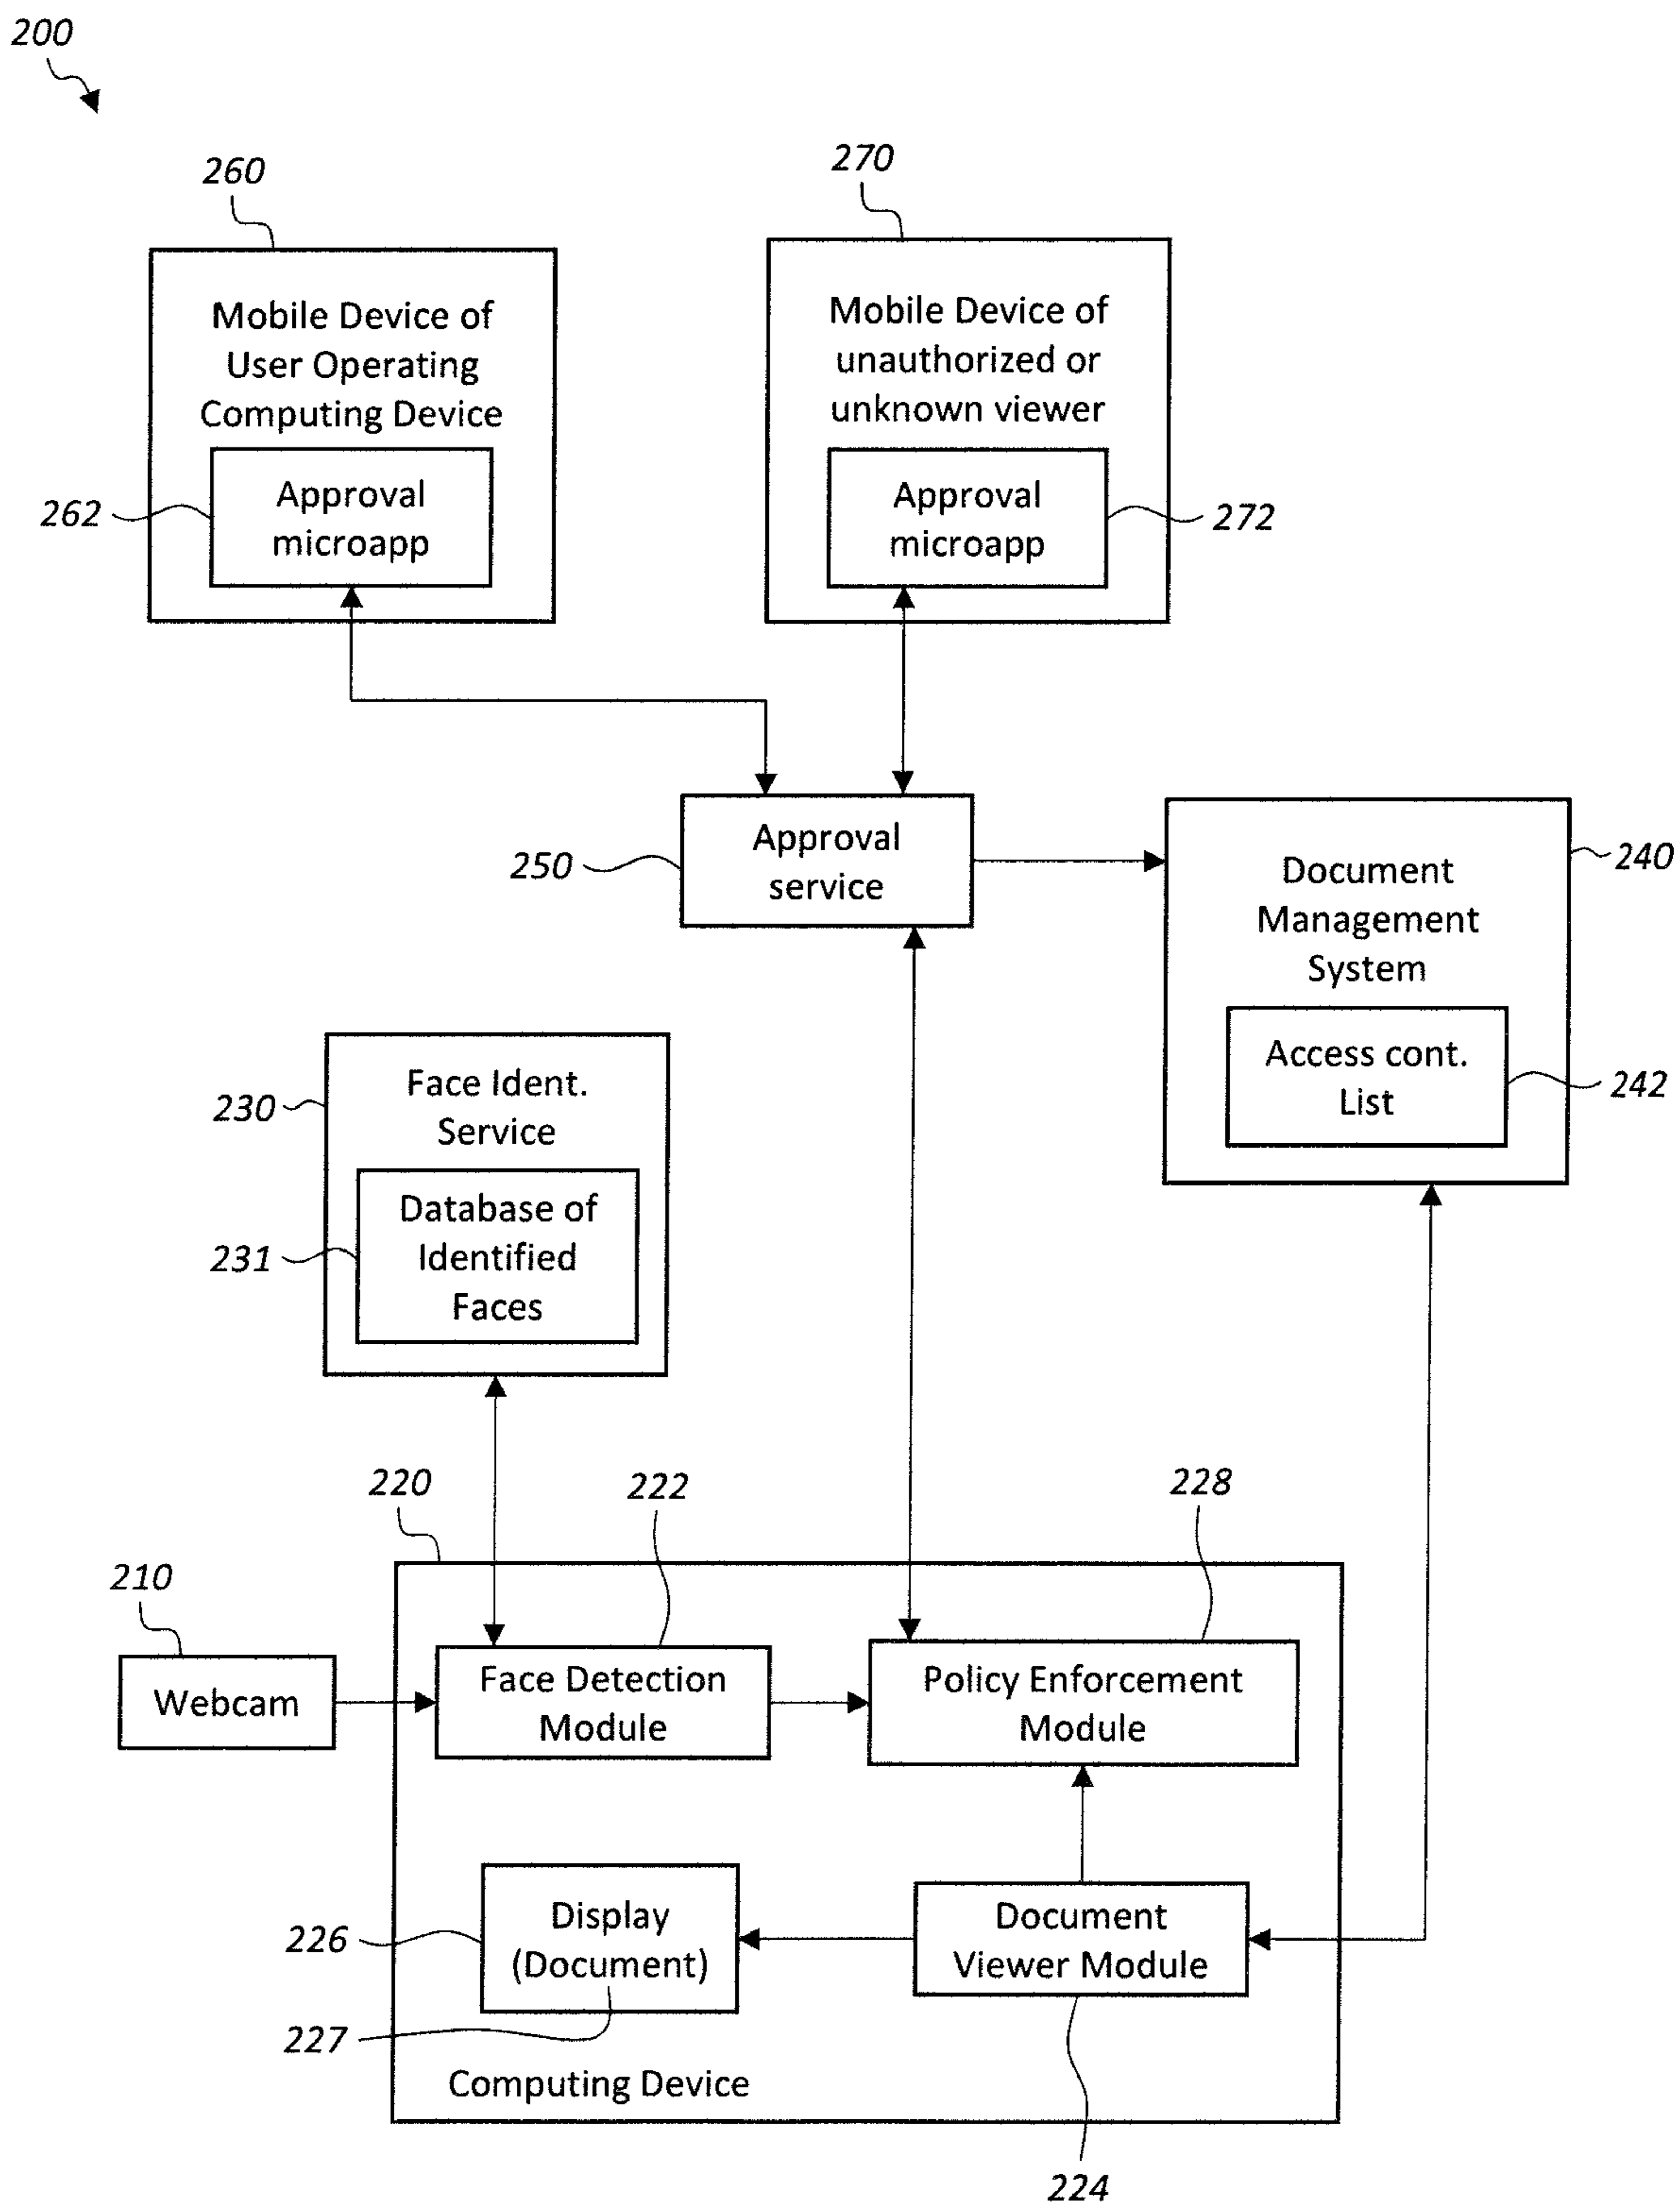 200
260
270
Mobile Device of
User Operating
Computing Device
Mobile Device of
unauthorized or
unknown viewer
262
Approval
microapp
Approval
microapp
272
250
Approval
service
Document
Management
System
240
Access cont.
List
242
230
Face Ident.
Service
231
Database of
Identified
Faces
220
222
228
210
Webcam
Face Detection
Module
Policy Enforcement
Module
226
Display
(Document)
227
Document
Viewer Module
Computing Device
224